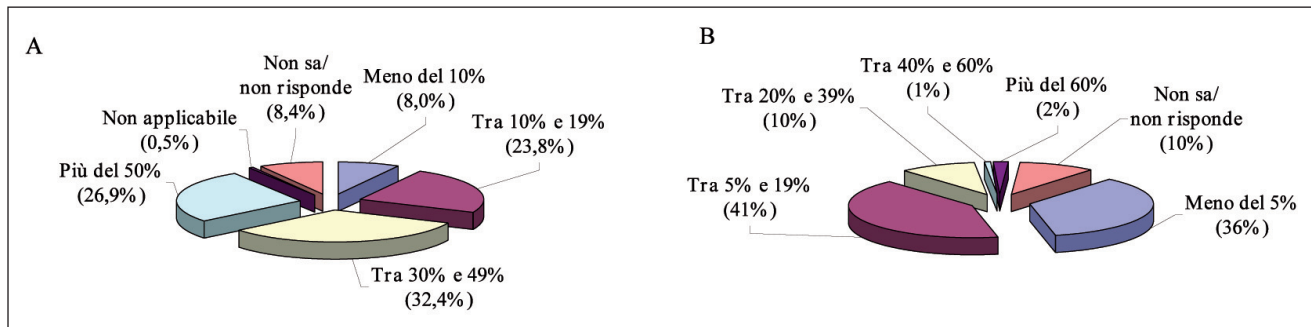 A
Non sa/
non risponde
(8,4%)
Meno del 10%
(8,0%)
Tra 10% e 19%
(23,8%)
Non applicabile
(0,5%)
Più del 50%
(26,9%)
Tra 30% e 49%
(32,4%)
B
Tra 40% e 60%
(1%)
Più del 60%
(2%)
Non sa/
non risponde
(10%)
Tra 20% e 39%
(10%)
Tra 5% e 19%
(41%)
Meno del 5%
(36%)